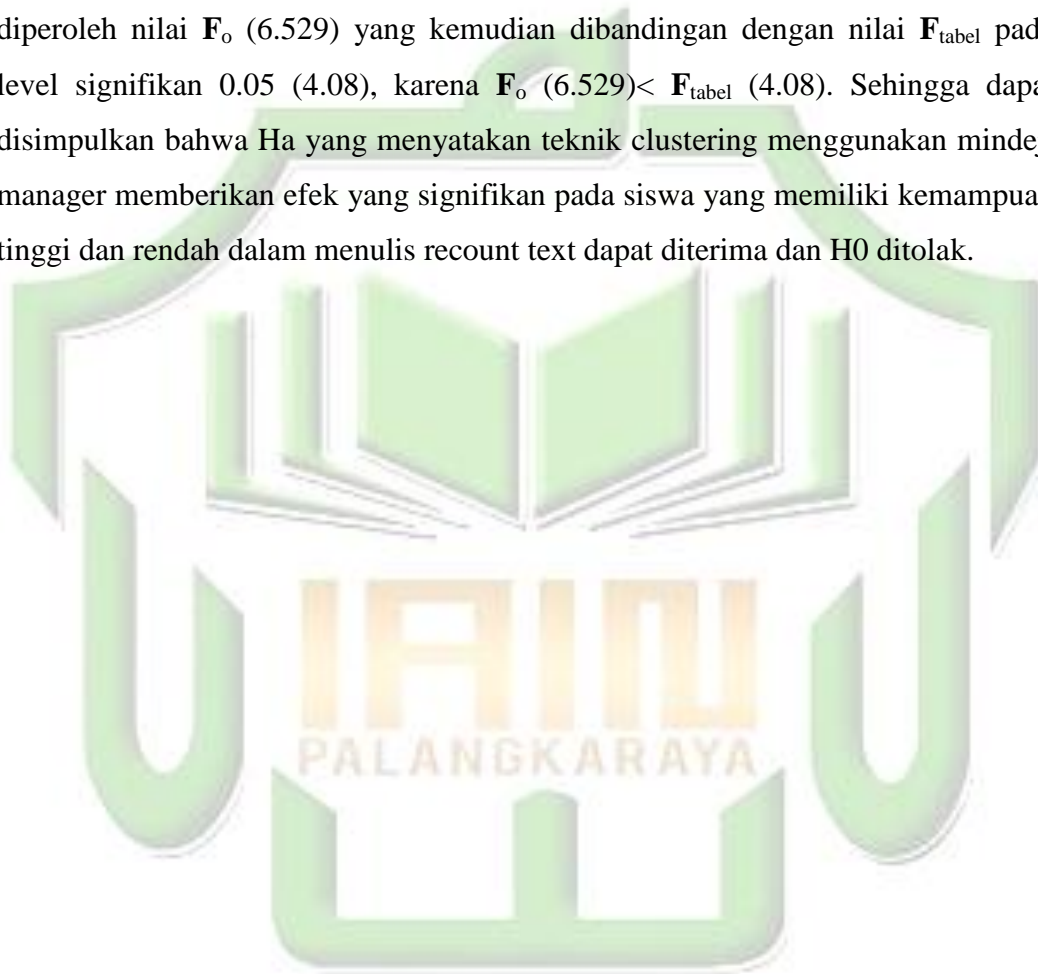 diperoleh nilai Fo (6.529) yang kemudian dibandingan dengan nilai Ftabel pad
level signifikan 0.05 (4.08), karena Fo (6.529)< Ftabel (4.08). Sehingga dapa
disimpulkan bahwa Ha yang menyatakan teknik clustering menggunakan mindej
manager memberikan efek yang signifikan pada siswa yang memiliki kemampua
tinggi dan rendah dalam menulis recount text dapat diterima dan H0 ditolak.
IAIN
PALANGKARAYA